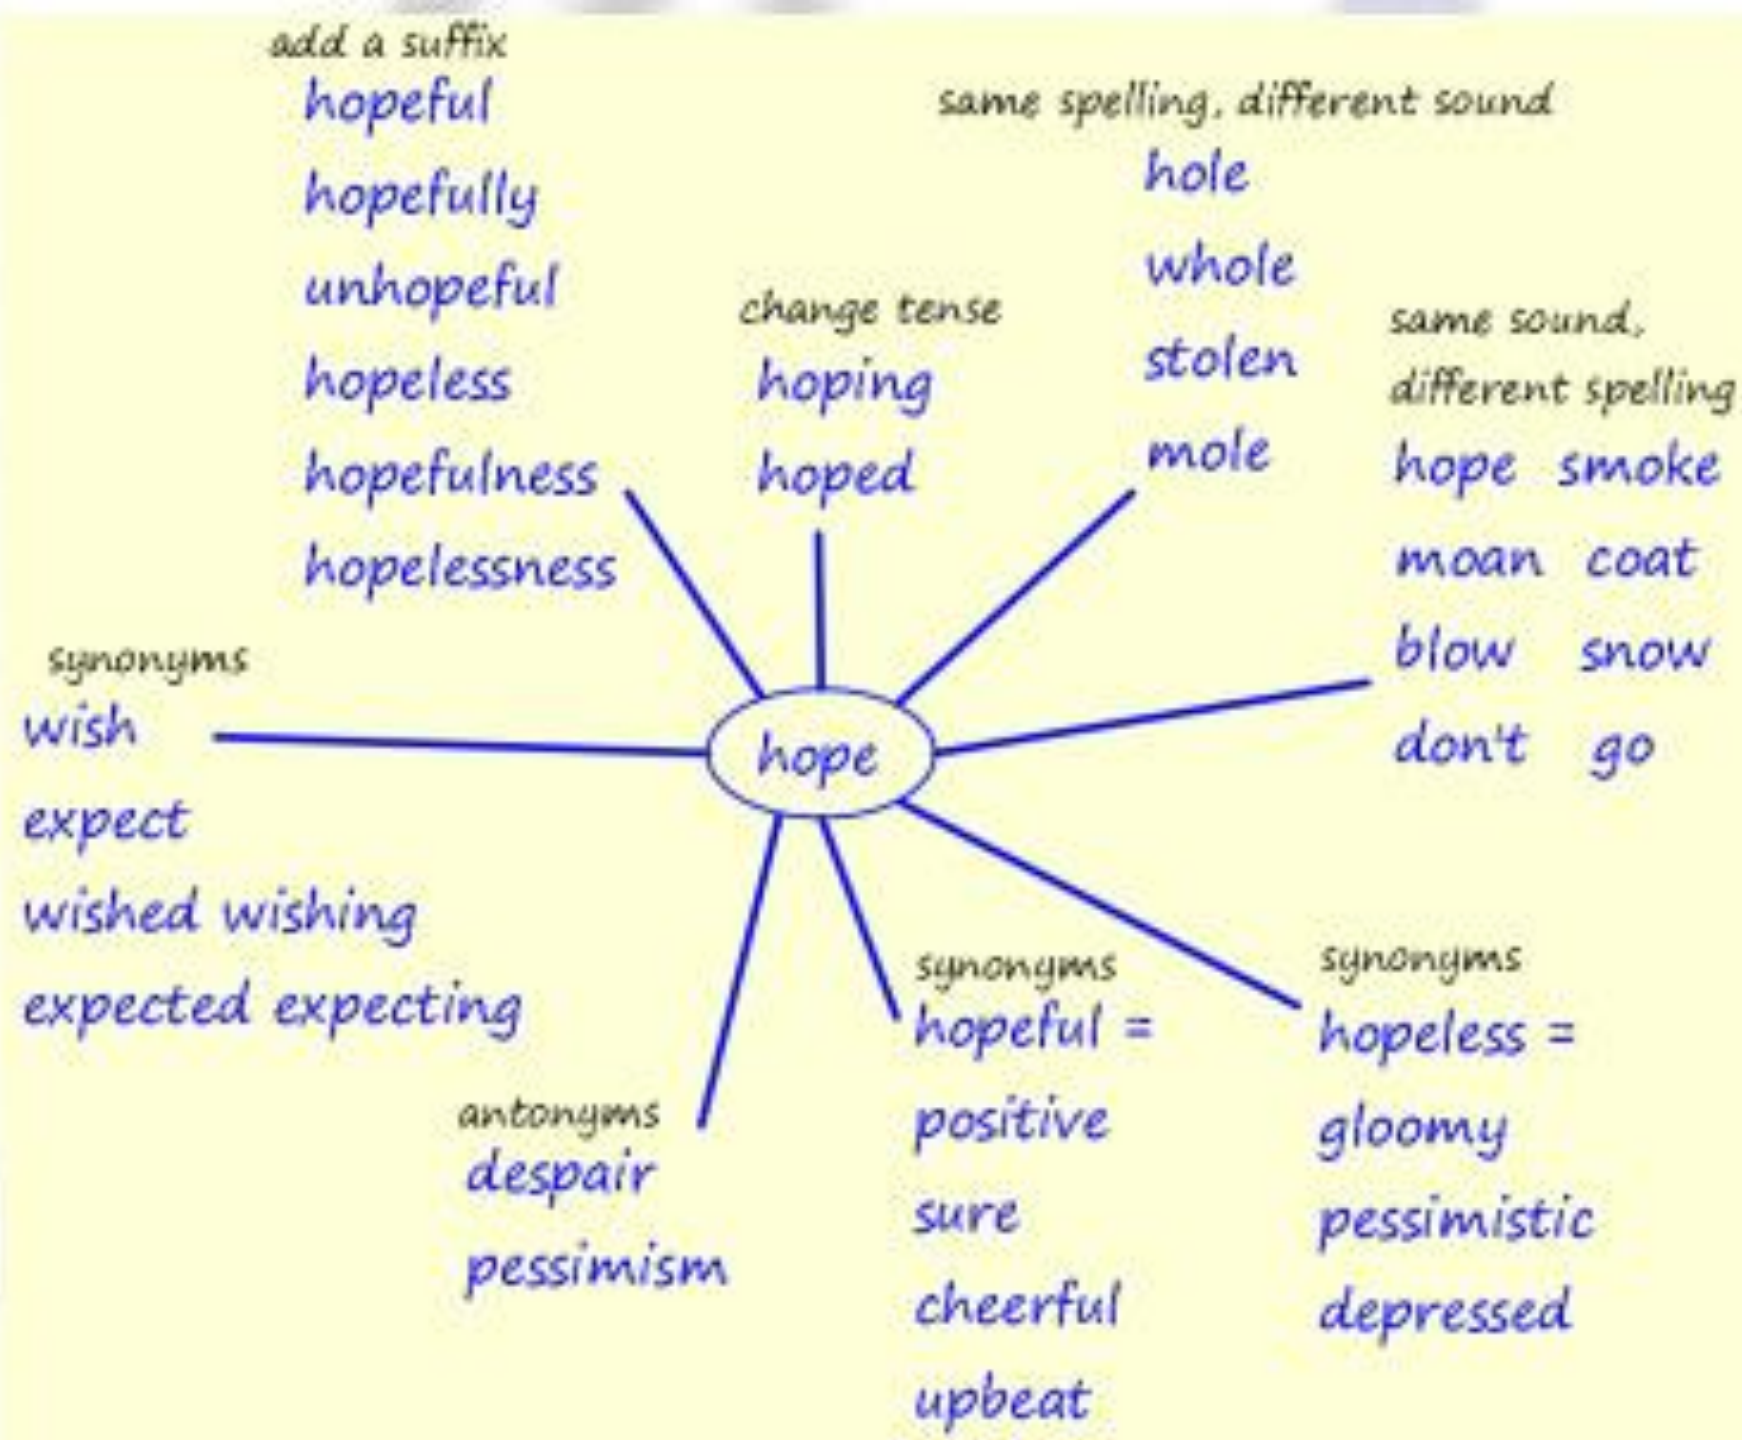 add a suffix
hopeful
hopefully
unhopeful
hopeless
hopefulness
hopelessness
change tense
hoping
hoped
same spelling, different sound
hole
whole
stolen
mole
same sound,
different spelling
hope smoke
moan coat
blow snow
don't go
hope
synonyms
wish
expect
wished wishing
expected expecting
antonyms
despair
pessimism
synonyms
hopeful =
positive
sure
cheerful
upbeat
synonyms
hopeless =
gloomy
pessimistic
depressed